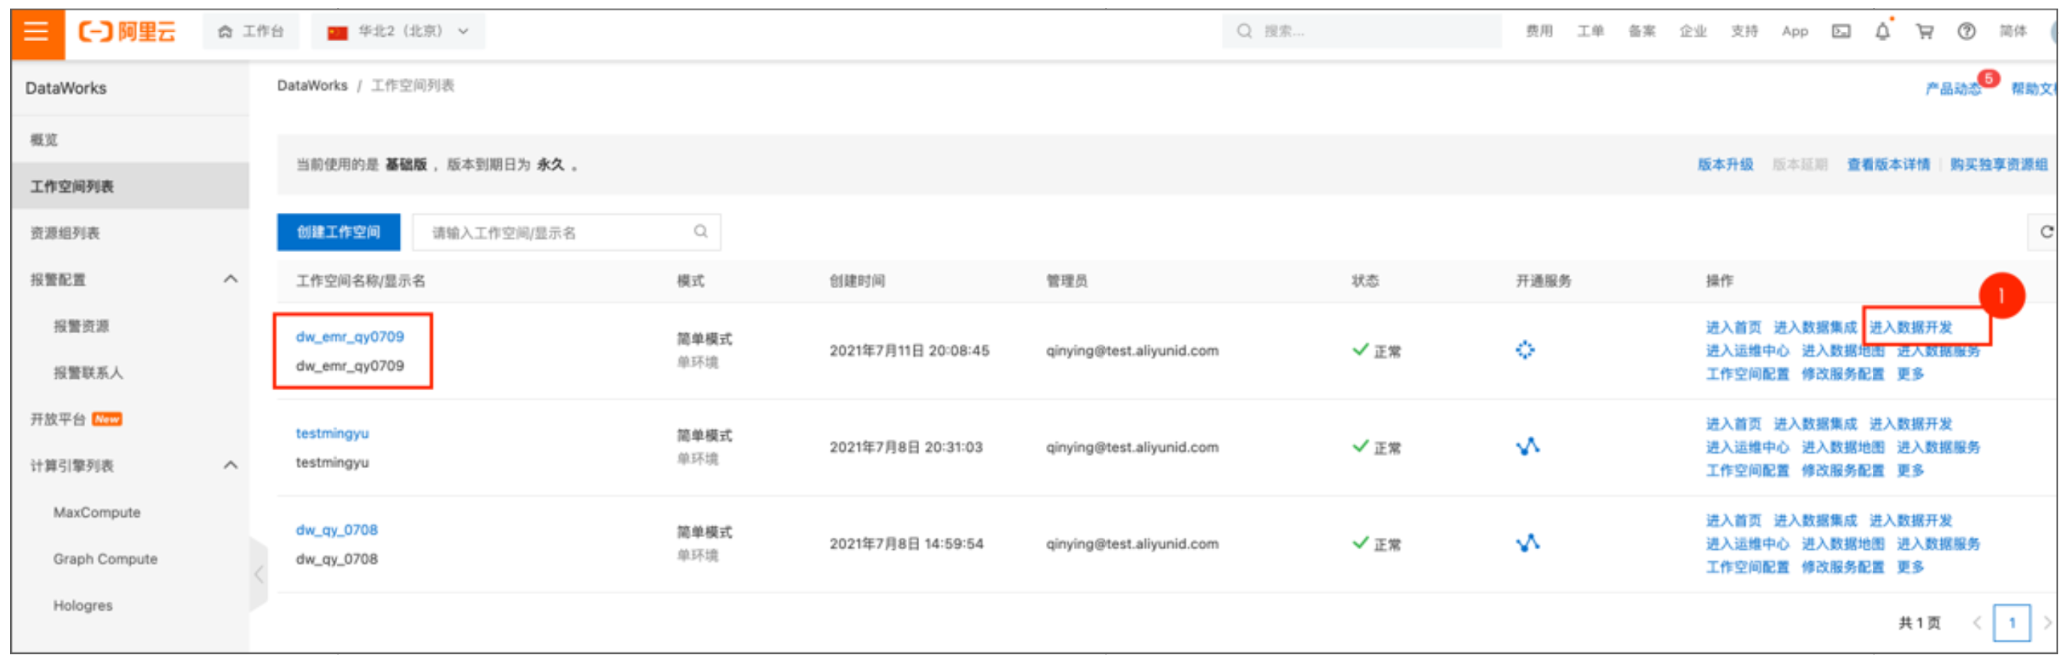 阿里云 工作台 华北2（北京） 搜索... 费用 工单 备案 企业 支持 App 简体
DataWorks
概览
工作空间列表
资源组列表
报警配置
报警资源
报警联系人
开放平台 New
计算引擎列表
MaxCompute
Graph Compute
Hologres
DataWorks / 工作空间列表
产品动态 5 帮助文
当前使用的是 基础版 ，版本到期日为 永久 。
版本升级 版本延期 查看版本详情 购买独享资源组
创建工作空间 请输入工作空间/显示名
工作空间名称/显示名 模式 创建时间 管理员 状态 开通服务 操作
1
dw_emr_qy0709
dw_emr_qy0709
简单模式
单环境
2021年7月11日 20:08:45
qinying@test.aliyunid.com
正常
进入首页 进入数据集成 进入数据开发
进入运维中心 进入数据地图 进入数据服务
工作空间配置 修改服务配置 更多
testmingyu
testmingyu
简单模式
单环境
2021年7月8日 20:31:03
qinying@test.aliyunid.com
正常
进入首页 进入数据集成 进入数据开发
进入运维中心 进入数据地图 进入数据服务
工作空间配置 修改服务配置 更多
dw_qy_0708
dw_qy_0708
简单模式
单环境
2021年7月8日 14:59:54
qinying@test.aliyunid.com
正常
进入首页 进入数据集成 进入数据开发
进入运维中心 进入数据地图 进入数据服务
工作空间配置 修改服务配置 更多
共 1 页 1